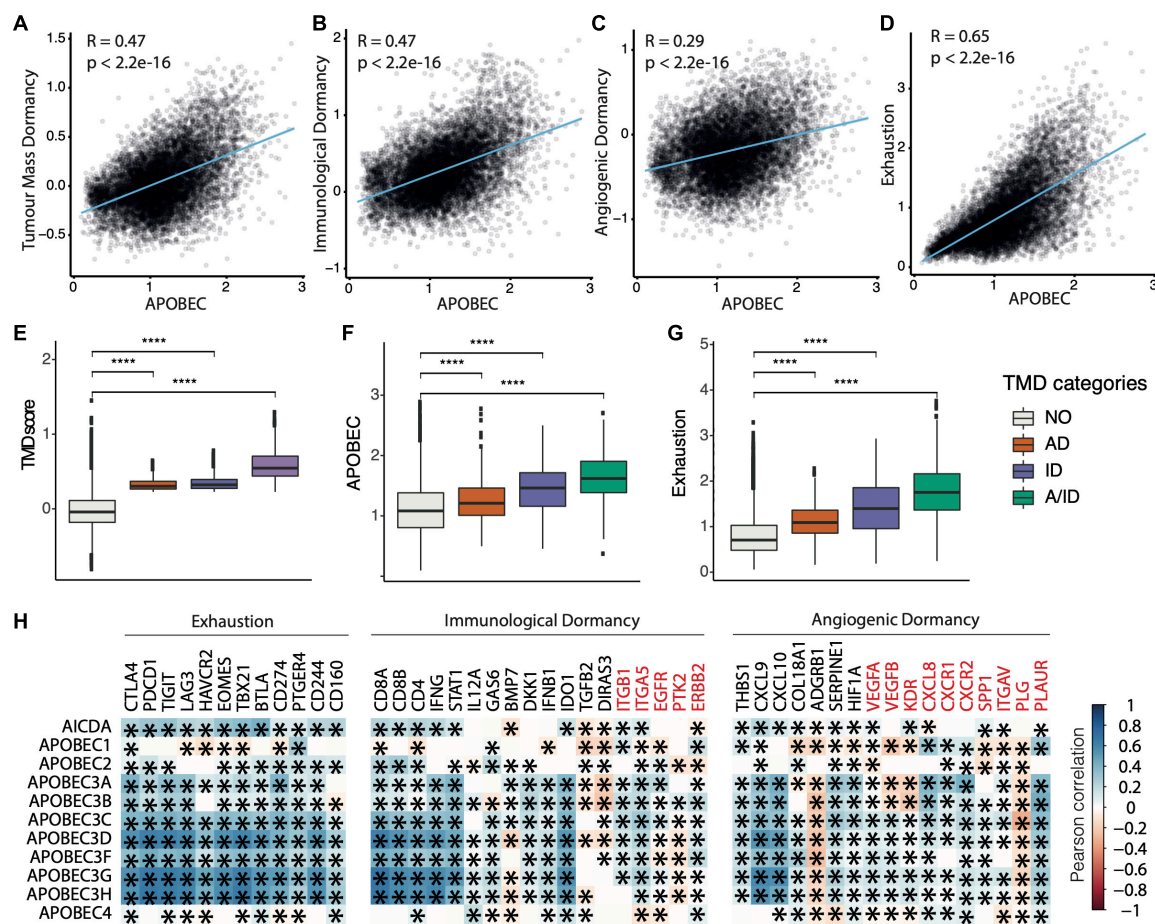 A
R = 0.47
p < 2.2e-16
Tumour Mass Dormancy
1.5
1.0
0.5
0.0
−0.5
0 1 2 3
APOBEC
B
R = 0.47
p < 2.2e-16
Immunological Dormancy
2
1
0
−1
0 1 2 3
APOBEC
C
R = 0.29
p < 2.2e-16
Angiogenic Dormancy
1
0
−1
0 1 2 3
APOBEC
D
R = 0.65
p < 2.2e-16
Exhaustion
3
2
1
0
0 1 2 3
APOBEC
E
TMD score
2
1
0
****
****
****
F
APOBEC
3
2
1
****
****
****
G
Exhaustion
5
4
3
2
1
0
****
****
****
TMD categories
NO
AD
ID
A/ID
H
Exhaustion
CTLA4
PDCD1
TIGIT
LAG3
HAVCR2
EOMES
TBX21
BTLA
CD274
PTGER4
CD244
CD160
Immunological Dormancy
CD8A
CD8B
CD4
IFNG
STAT1
IL12A
GAS6
BMP7
DKK1
IFNB1
IDO1
TGFB2
DIRAS3
ITGB1
ITGA5
EGFR
PTK2
ERBB2
Angiogenic Dormancy
THBS1
CXCL9
CXCL10
COL18A1
ADGRB1
SERPINE1
HIF1A
VEGFA
VEGFB
KDR
CXCL8
CXCR1
CXCR2
SPP1
ITGAV
PLG
PLAUR
AICDA
APOBEC1
APOBEC2
APOBEC3A
APOBEC3B
APOBEC3C
APOBEC3D
APOBEC3F
APOBEC3G
APOBEC3H
APOBEC4
Pearson correlation
1
0.8
0.6
0.4
0.2
0
−0.2
−0.4
−0.6
−0.8
−1